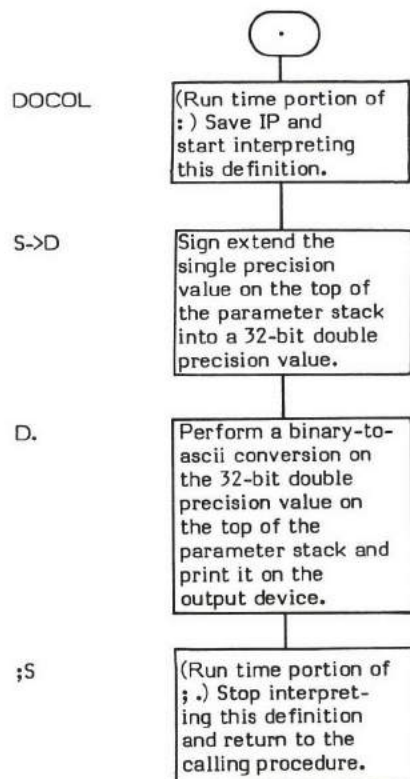 .
DOCOL
(Run time portion of
: ) Save IP and
start interpreting
this definition.
S->D
Sign extend the
single precision
value on the top of
the parameter stack
into a 32-bit double
precision value.
D.
Perform a binary-to-
ascii conversion on
the 32-bit double
precision value on
the top of the
parameter stack and
print it on the
output device.
;S
(Run time portion of
; .) Stop interpret-
ing this definition
and return to the
calling procedure.